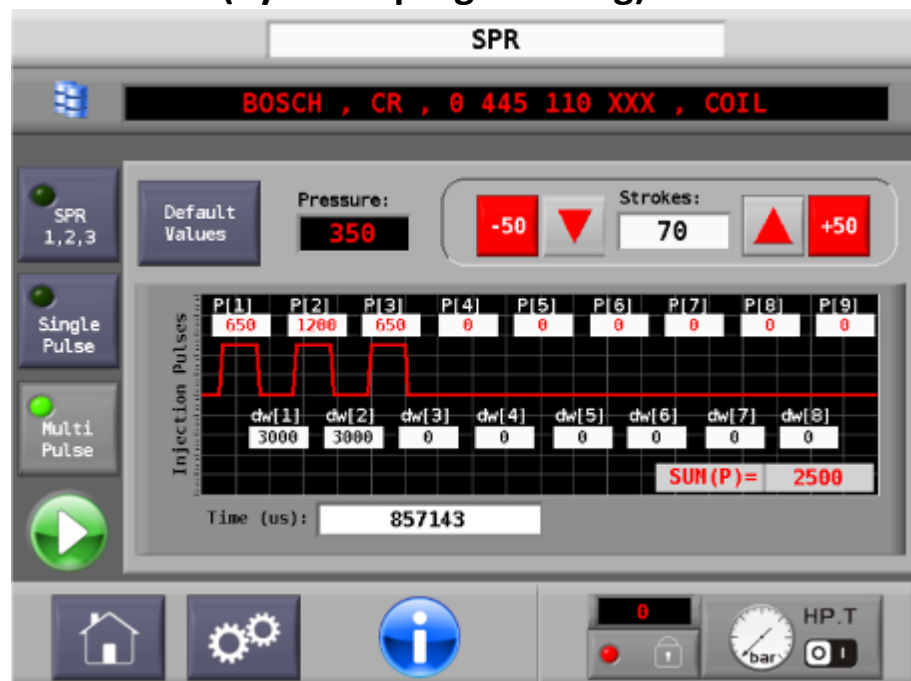 SPR
BOSCH , CR , 0 445 110 XXX , COIL
SPR
1,2,3
Default
Values
Pressure:
350
-50
Strokes:
70
+50
Single
Pulse
Multi
Pulse
Injection Pulses
P[1] P[2] P[3] P[4] P[5] P[6] P[7] P[8] P[9]
650 1200 650 0 0 0 0 0 0
dw[1] dw[2] dw[3] dw[4] dw[5] dw[6] dw[7] dw[8]
3000 3000 0 0 0 0 0 0
SUM(P)= 2500
Time (us): 857143
0
HP.T
bar
O I